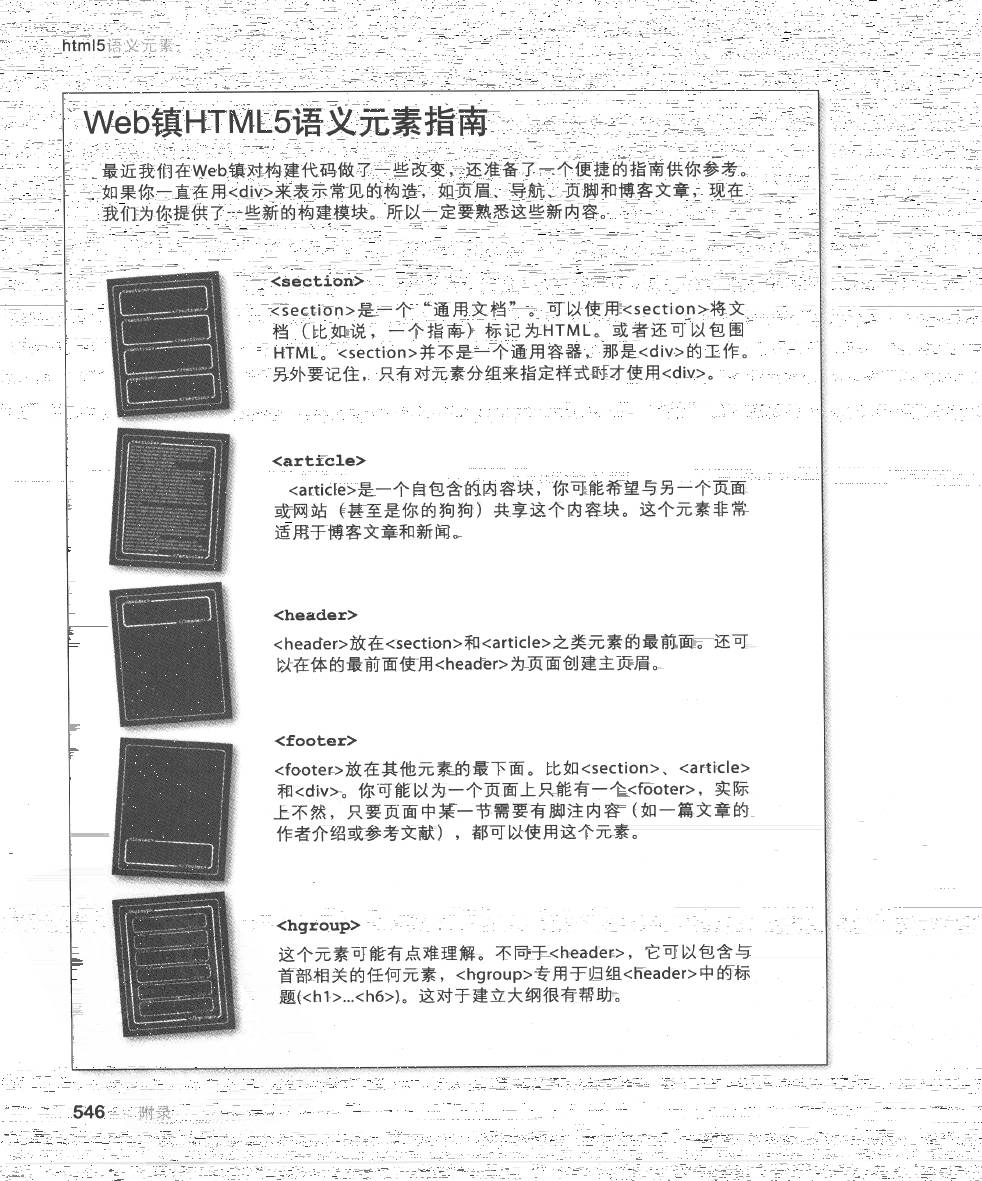 html5语义元素
Web镇HTML5语义元素指南
最近我们在Web镇对构建代码做了一些改变，还准备了一个便捷的指南供你参考。
如果你一直在用<div>来表示常见的构造，如页眉、导航、页脚和博客文章，现在
我们为你提供了一些新的构建模块。所以一定要熟悉这些新内容。
<section>
<section>是一个“通用文档”。可以使用<section>将文
档（比如说，一个指南）标记为HTML。或者还可以包围
HTML。<section>并不是一个通用容器，那是<div>的工作。
另外要记住，只有对元素分组来指定样式时才使用<div>。
<article>
<article>是一个自包含的内容块，你可能希望与另一个页面
或网站（甚至是你的狗狗）共享这个内容块。这个元素非常
适用于博客文章和新闻。
<header>
<header>放在<section>和<article>之类元素的最前面。还可
以在体的最前面使用<header>为页面创建主页眉。
<footer>
<footer>放在其他元素的最下面。比如<section>、<article>
和<div>。你可能以为一个页面上只能有一个<footer>，实际
上不然，只要页面中某一节需要有脚注内容（如一篇文章的
作者介绍或参考文献），都可以使用这个元素。
<hgroup>
这个元素可能有点难理解。不同于<header>，它可以包含与
首部相关的任何元素，<hgroup>专用于归组<header>中的标
题(<h1>...<h6>)。这对于建立大纲很有帮助。
546 附录